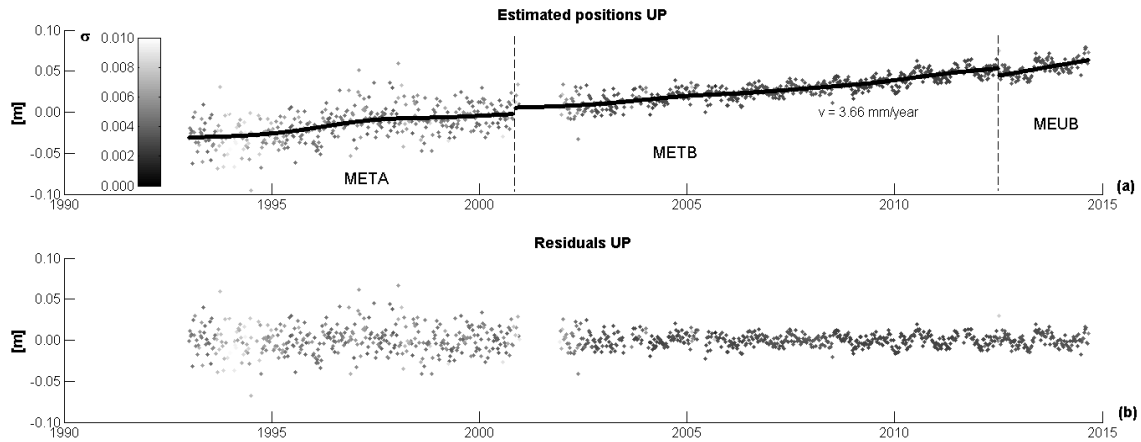 Estimated positions UP
σ
0.010
0.008
0.006
0.004
0.002
0.000
0.10
0.05
0.00
-0.05
-0.10
[m]
v = 3.66 mm/year
META
METB
MEUB
(a)
1990
1995
2000
2005
2010
2015
Residuals UP
0.10
0.05
0.00
-0.05
-0.10
[m]
(b)
1990
1995
2000
2005
2010
2015